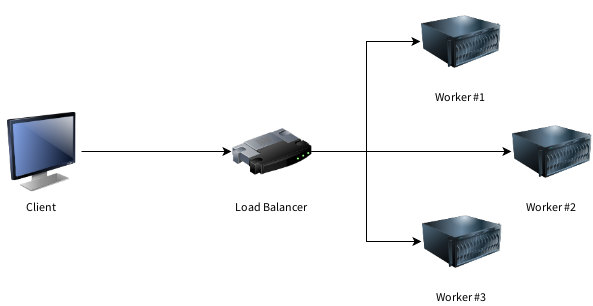 Worker #1
Client
Load Balancer
Worker #2
Worker #3